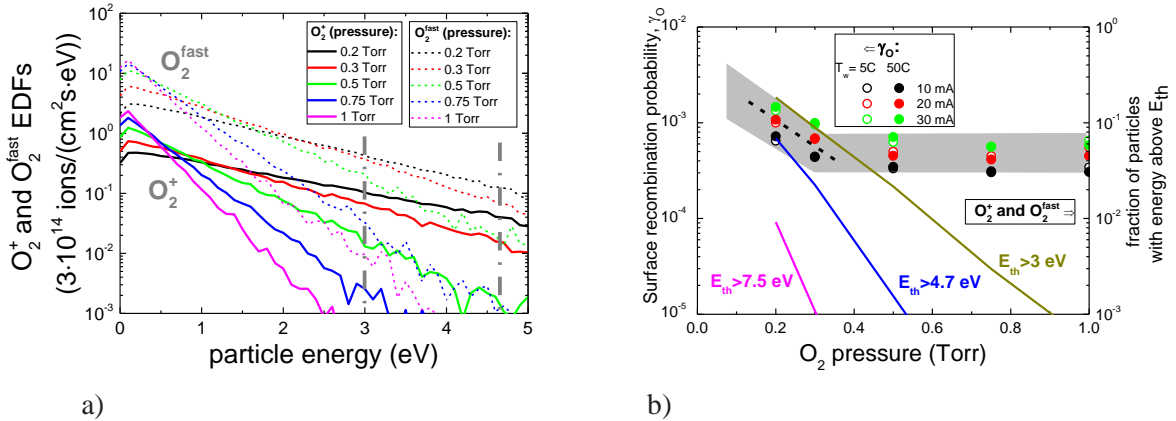 O₂⁺ and O₂^fast EDFs
(3·10¹⁴ ions/(cm²s·eV))
10²
10¹
10⁰
10⁻¹
10⁻²
10⁻³
O₂^fast
O₂⁺
O₂⁺ (pressure):
0.2 Torr
0.3 Torr
0.5 Torr
0.75 Torr
1 Torr
O₂^fast (pressure):
0.2 Torr
0.3 Torr
0.5 Torr
0.75 Torr
1 Torr
0 1 2 3 4 5
particle energy (eV)
a)
Surface recombination probability, γ_O
10⁻²
10⁻³
10⁻⁴
10⁻⁵
⇐ γ_O:
T_w = 5C 50C
10 mA
20 mA
30 mA
O₂⁺ and O₂^fast ⇒
E_th>7.5 eV
E_th>4.7 eV
E_th>3 eV
10⁰
10⁻¹
10⁻²
10⁻³
fraction of particles
with energy above E_th
0.0 0.2 0.4 0.6 0.8 1.0
O₂ pressure (Torr)
b)